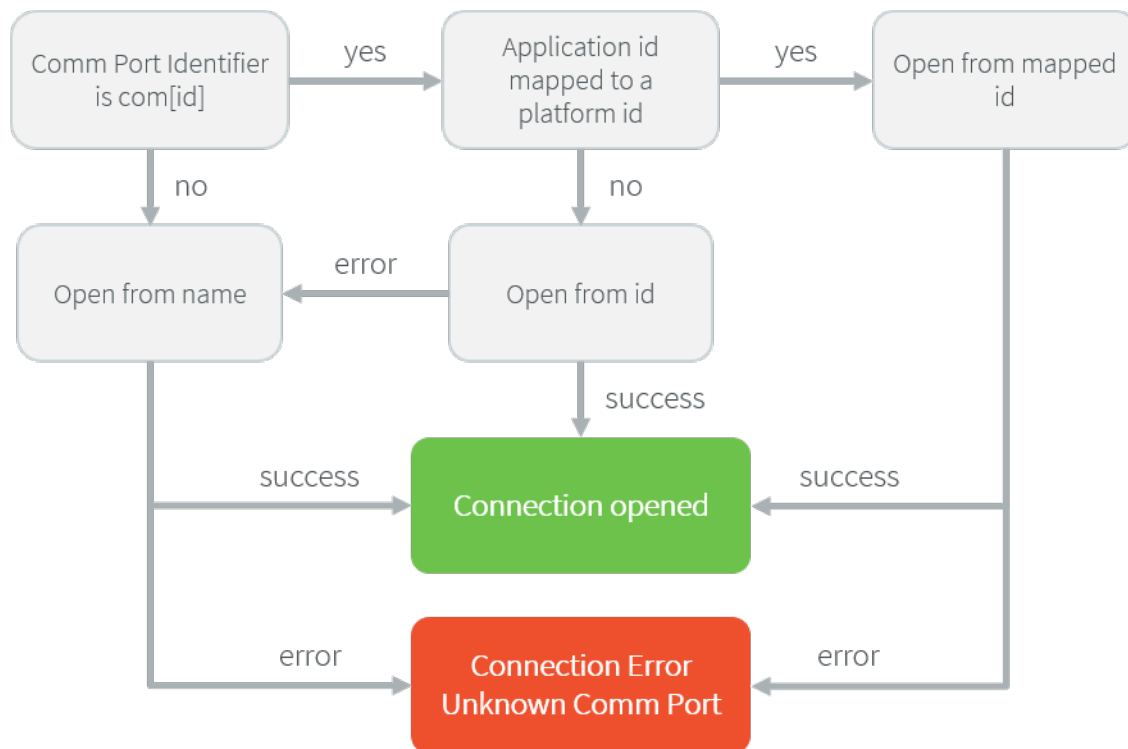 Comm Port Identifier
is com[id]
yes
Application id
mapped to a
platform id
yes
Open from mapped
id
no
no
Open from name
error
Open from id
success
success
Connection opened
success
error
Connection Error
Unknown Comm Port
error